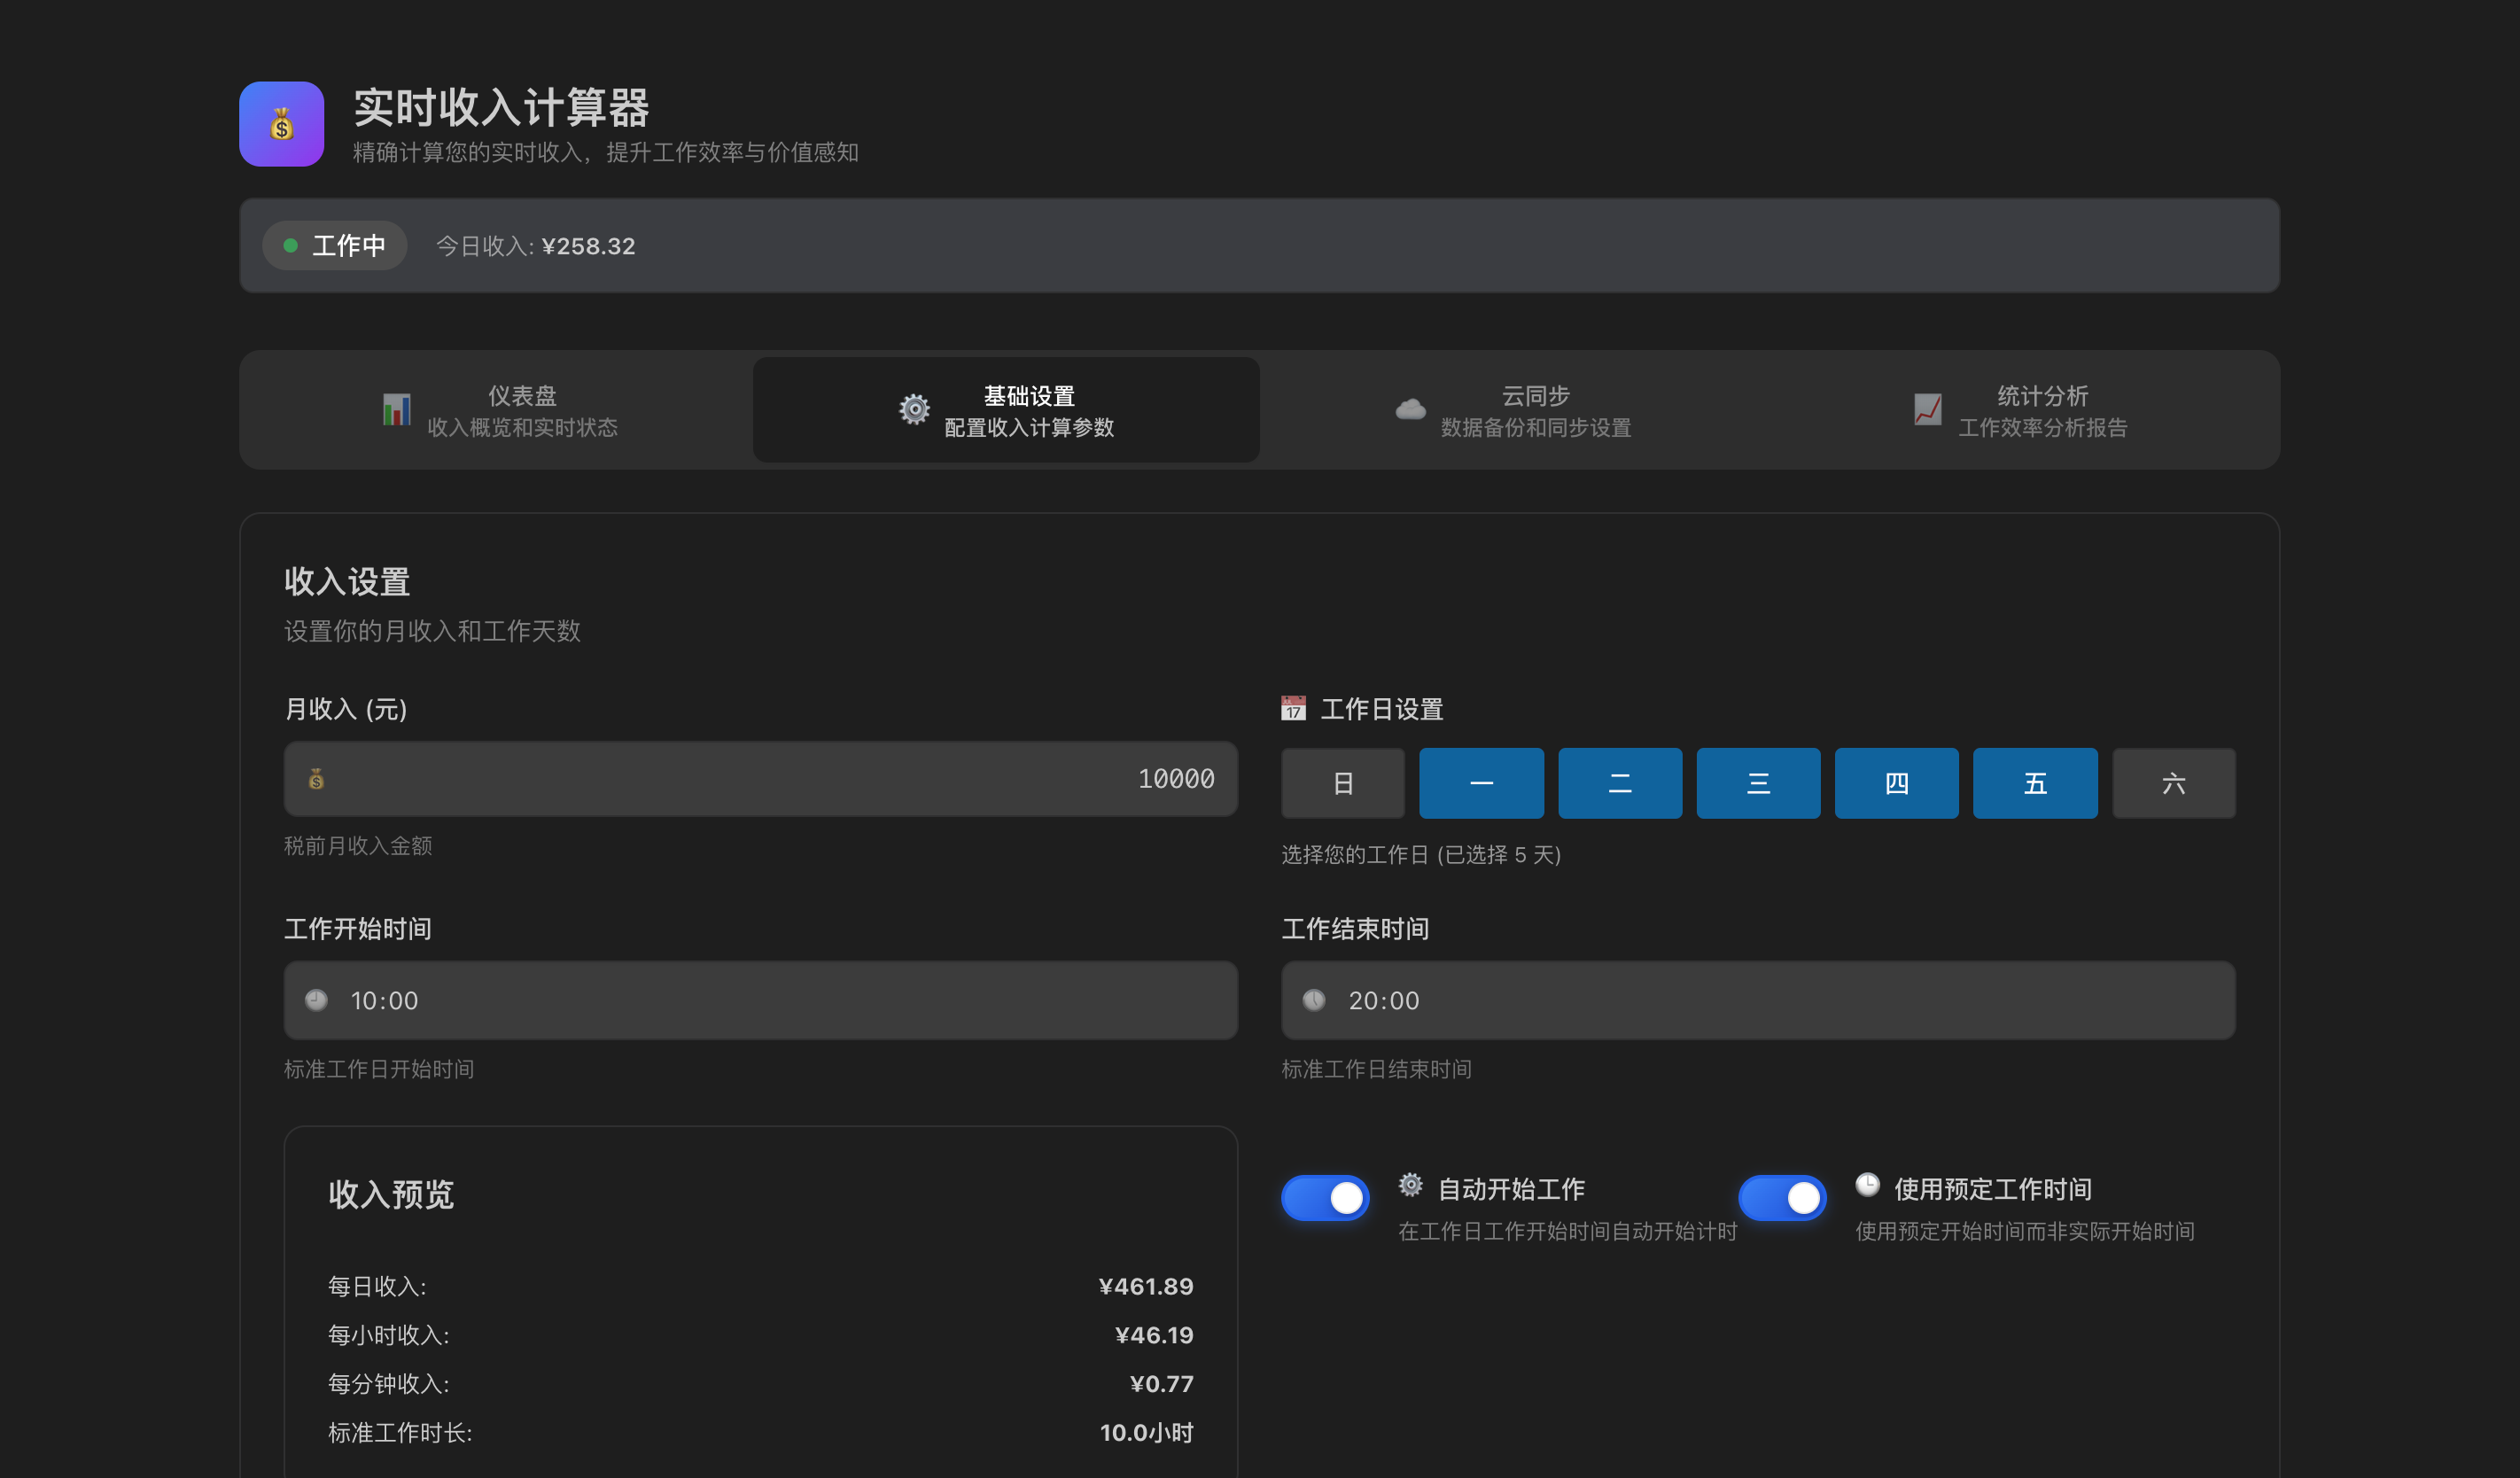 实时收入计算器
精确计算您的实时收入，提升工作效率与价值感知
工作中 今日收入: ¥258.32
仪表盘
收入概览和实时状态
基础设置
配置收入计算参数
云同步
数据备份和同步设置
统计分析
工作效率分析报告
收入设置
设置你的月收入和工作天数
月收入 (元)
10000
税前月收入金额
17 工作日设置
日 一 二 三 四 五 六
选择您的工作日 (已选择 5 天)
工作开始时间
10:00
标准工作日开始时间
工作结束时间
20:00
标准工作日结束时间
收入预览
每日收入: ¥461.89
每小时收入: ¥46.19
每分钟收入: ¥0.77
标准工作时长: 10.0小时
自动开始工作
在工作日工作开始时间自动开始计时
使用预定工作时间
使用预定开始时间而非实际开始时间